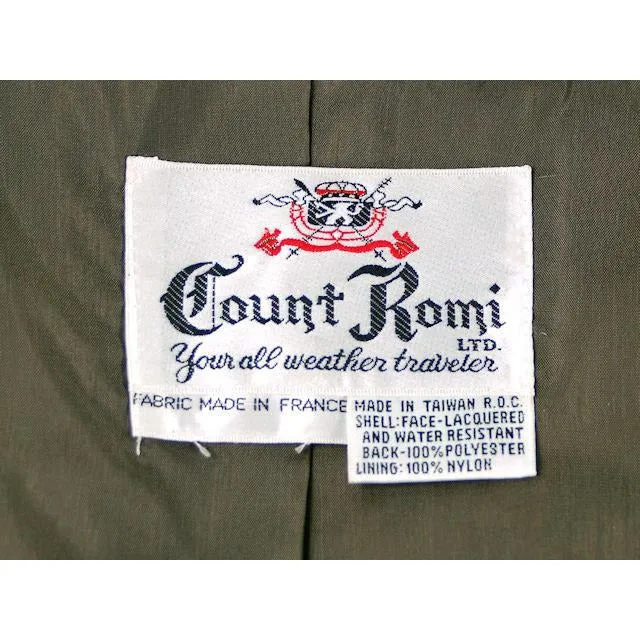 Count Romi
LTD.
Your all weather traveler
FABRIC MADE IN FRANCE
MADE IN TAIWAN R.O.C.
SHELL:FACE-LACQUERED
AND WATER RESISTANT
BACK-100%POLYESTER
LINING:100%NYLON